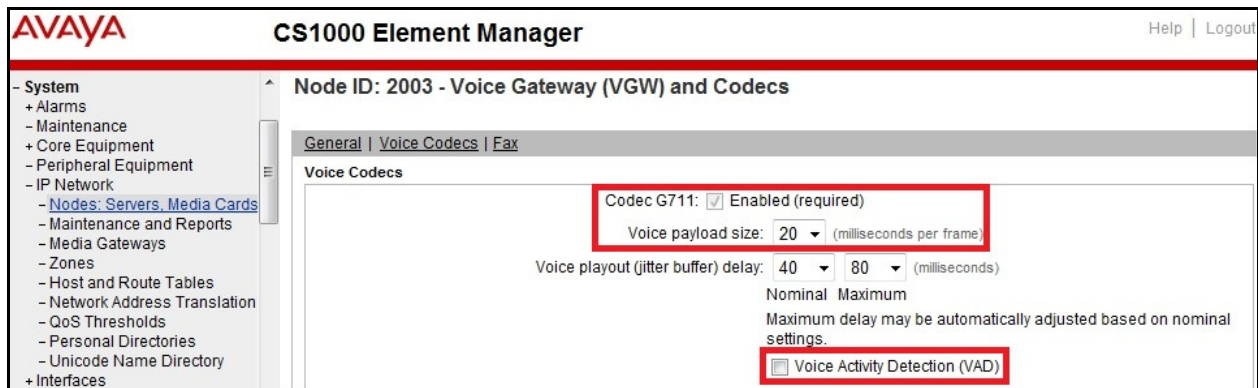 AVAYA
CS1000 Element Manager
Help | Logout
- System
+ Alarms
- Maintenance
+ Core Equipment
- Peripheral Equipment
- IP Network
- Nodes: Servers, Media Cards
- Maintenance and Reports
- Media Gateways
- Zones
- Host and Route Tables
- Network Address Translation
- QoS Thresholds
- Personal Directories
- Unicode Name Directory
+ Interfaces
Node ID: 2003 - Voice Gateway (VGW) and Codecs
General | Voice Codecs | Fax
Voice Codecs
Codec G711: Enabled (required)
Voice payload size: 20 (milliseconds per frame)
Voice playout (jitter buffer) delay: 40 80 (milliseconds)
Nominal Maximum
Maximum delay may be automatically adjusted based on nominal
settings.
Voice Activity Detection (VAD)